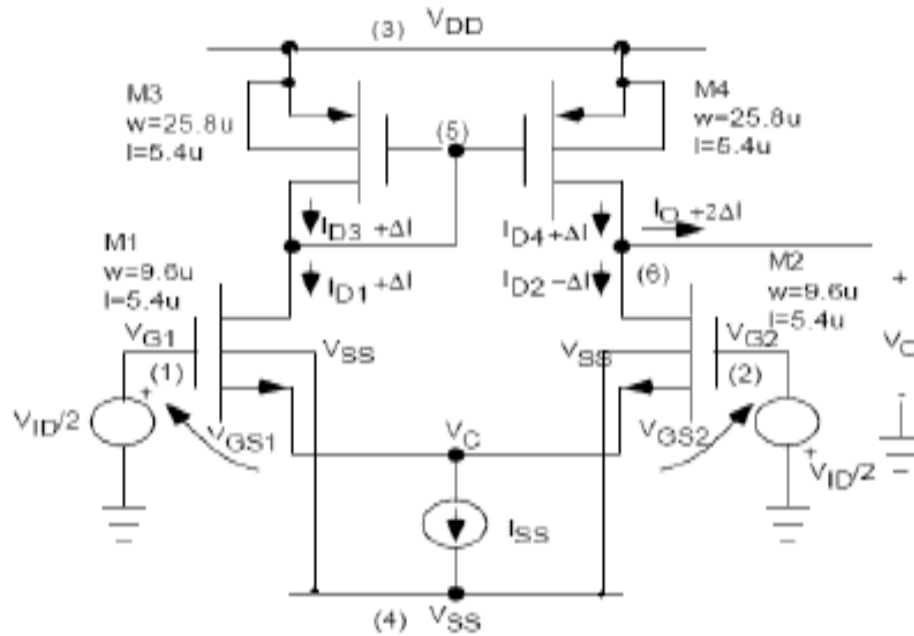 (3) VDD
M3
w=25.8u
l=5.4u
M4
w=25.8u
l=5.4u
(5)
ID3 +ΔI
ID4+ΔI
IO +2ΔI
M1
w=9.6u
l=5.4u
ID1 +ΔI
ID2 -ΔI
(6)
M2
w=9.6u
l=5.4u
+
VG1
VSS
VSS
VG2
VO
(1)
(2)
-
VID/2
+
VGS1
VC
VGS2
+
VID/2
ISS
(4)
VSS